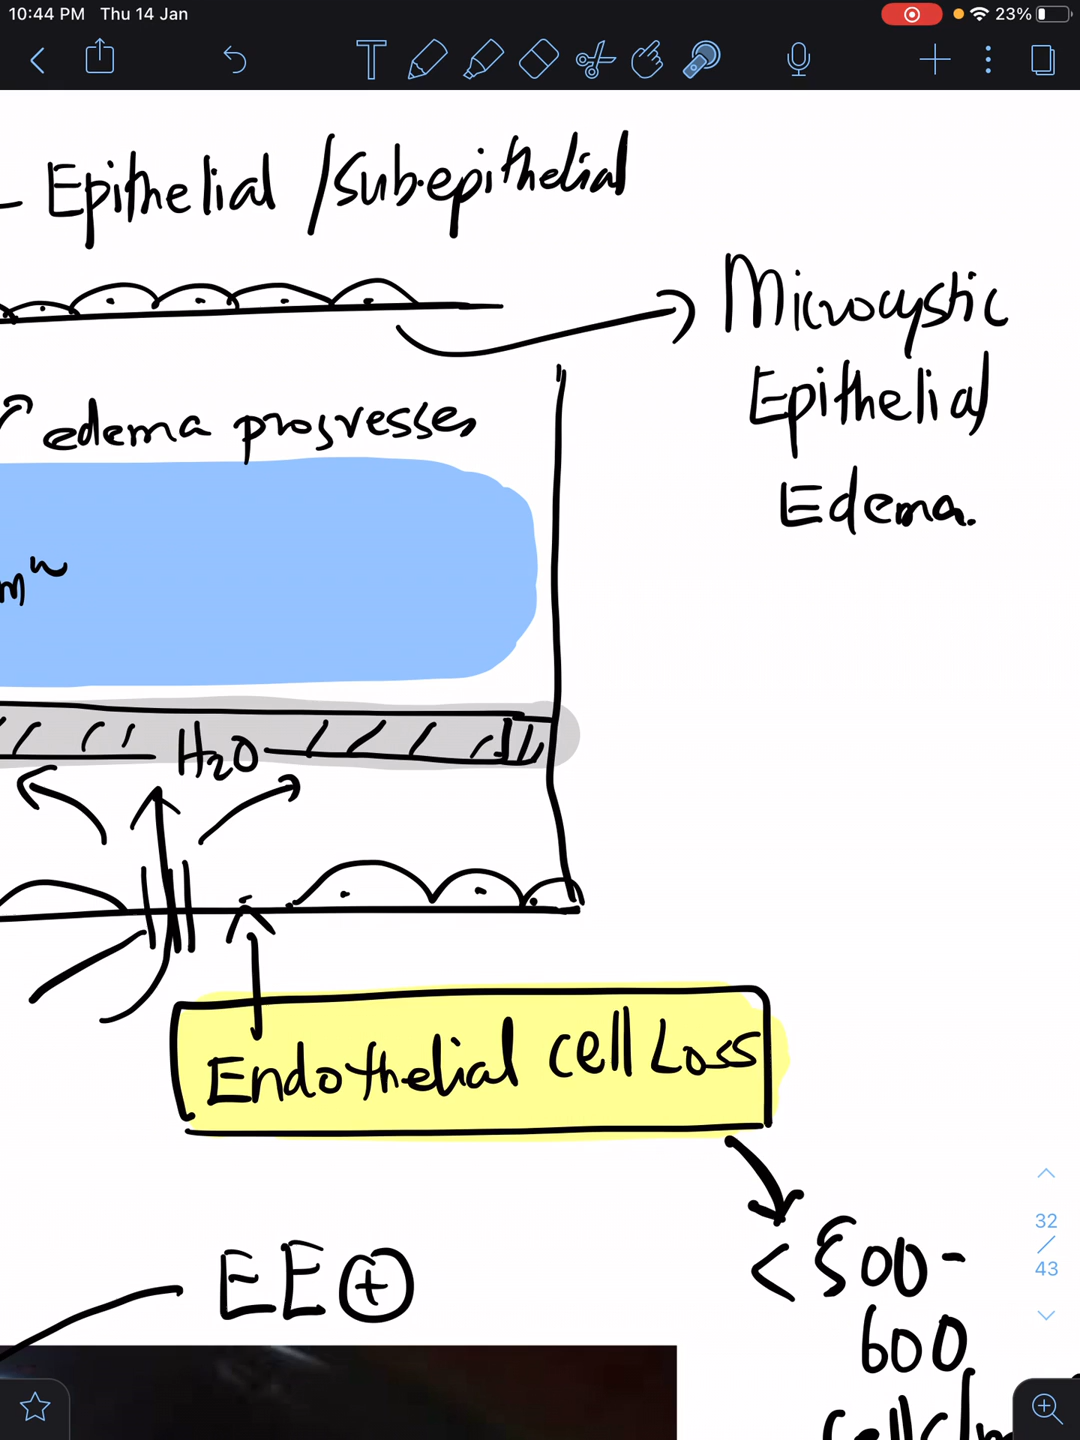 10:44 PM Thu 14 Jan
23%
- Epithelial / Subepithelial
Microcystic
Epithelial
Edema.
edema progresses
H2O
Endothelial cell Loss
< 500-
600
EE +
32
/
43